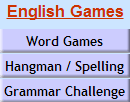 English Games
Word Games
Hangman / Spelling
Grammar Challenge